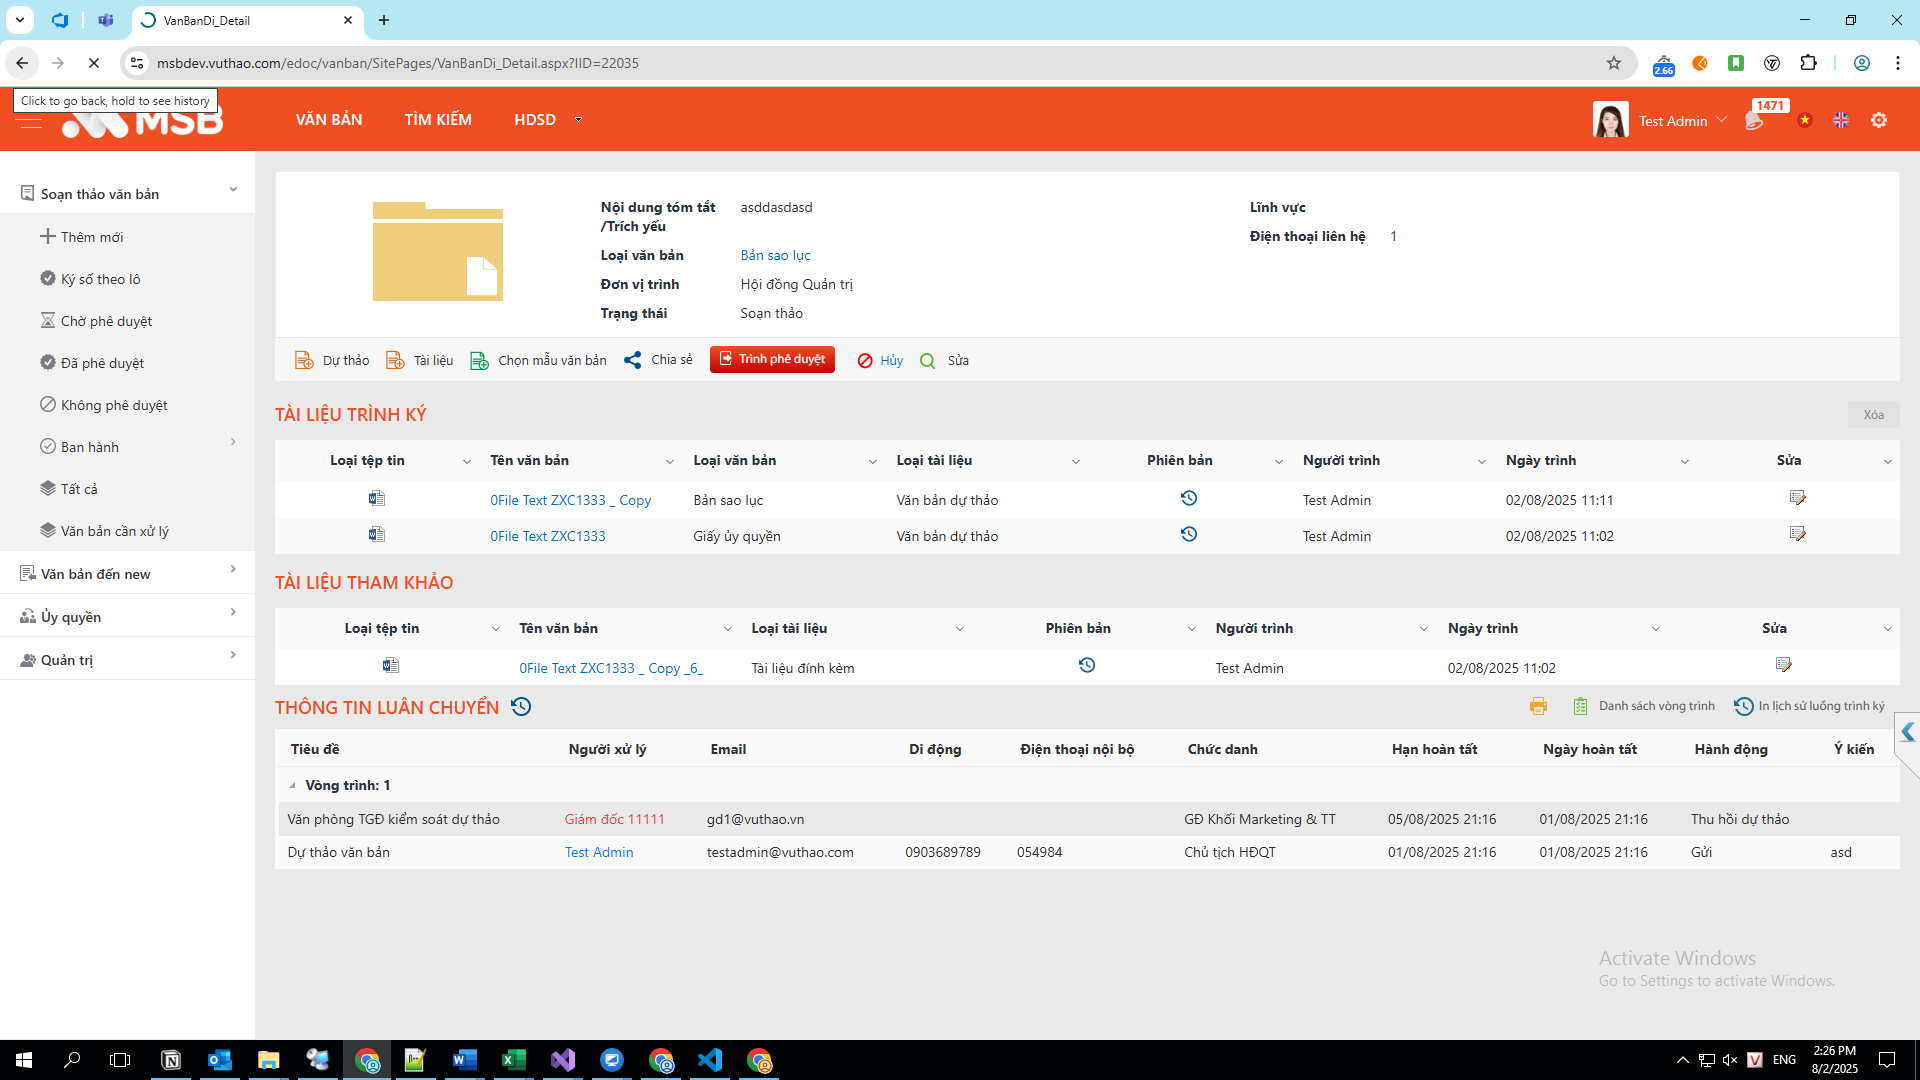 VanBanDi_Detail
msbdev.vuthao.com/edoc/vanban/SitePages/VanBanDi_Detail.aspx?IID=22035
2.66
Click to go back, hold to see history
MSB
VĂN BẢN
TÌM KIẾM
HDSD
Test Admin
1471
Soạn thảo văn bản
Thêm mới
Ký số theo lô
Chờ phê duyệt
Đã phê duyệt
Không phê duyệt
Ban hành
Tất cả
Văn bản cần xử lý
Văn bản đến new
Ủy quyền
Quản trị
Nội dung tóm tắt /Trích yếu asddasdasd
Loại văn bản Bản sao lục
Đơn vị trình Hội đồng Quản trị
Trạng thái Soạn thảo
Lĩnh vực
Điện thoại liên hệ 1
Dự thảo Tài liệu Chọn mẫu văn bản Chia sẻ Trình phê duyệt Hủy Sửa
TÀI LIỆU TRÌNH KÝ Xóa
Loại tệp tin Tên văn bản Loại văn bản Loại tài liệu Phiên bản Người trình Ngày trình Sửa
0File Text ZXC1333 _ Copy Bản sao lục Văn bản dự thảo Test Admin 02/08/2025 11:11
0File Text ZXC1333 Giấy ủy quyền Văn bản dự thảo Test Admin 02/08/2025 11:02
TÀI LIỆU THAM KHẢO
Loại tệp tin Tên văn bản Loại tài liệu Phiên bản Người trình Ngày trình Sửa
0File Text ZXC1333 _ Copy _6_ Tài liệu đính kèm Test Admin 02/08/2025 11:02
THÔNG TIN LUÂN CHUYỂN Danh sách vòng trình In lịch sử luồng trình ký
Tiêu đề Người xử lý Email Di động Điện thoại nội bộ Chức danh Hạn hoàn tất Ngày hoàn tất Hành động Ý kiến
Vòng trình: 1
Văn phòng TGĐ kiểm soát dự thảo Giám đốc 11111 gd1@vuthao.vn GĐ Khối Marketing & TT 05/08/2025 21:16 01/08/2025 21:16 Thu hồi dự thảo
Dự thảo văn bản Test Admin testadmin@vuthao.com 0903689789 054984 Chủ tịch HĐQT 01/08/2025 21:16 01/08/2025 21:16 Gửi asd
Activate Windows
Go to Settings to activate Windows.
ENG
2:26 PM
8/2/2025